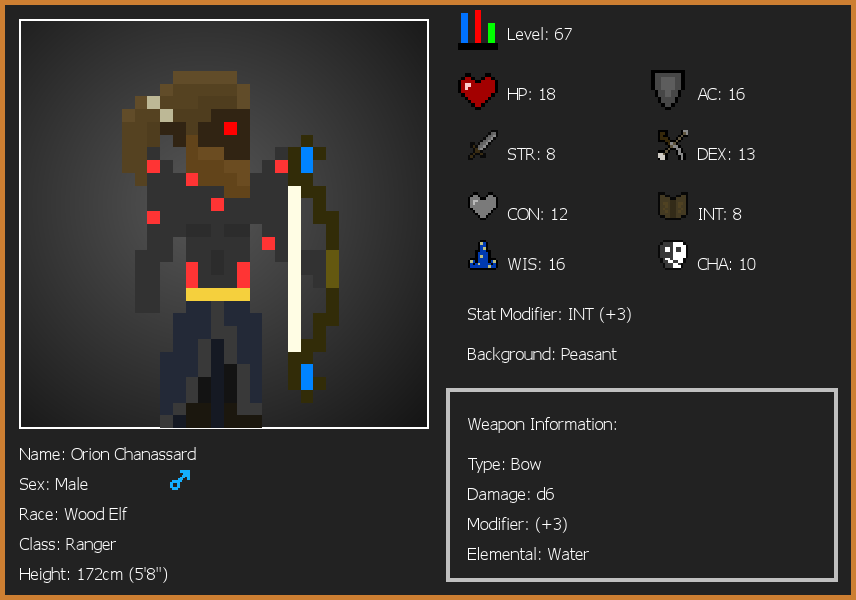 Level: 67
HP: 18
AC: 16
STR: 8
DEX: 13
CON: 12
INT: 8
WIS: 16
CHA: 10
Stat Modifier: INT (+3)
Background: Peasant
Weapon Information:
Type: Bow
Damage: d6
Modifier: (+3)
Elemental: Water
Name: Orion Chanassard
Sex: Male
Race: Wood Elf
Class: Ranger
Height: 172cm (5'8")